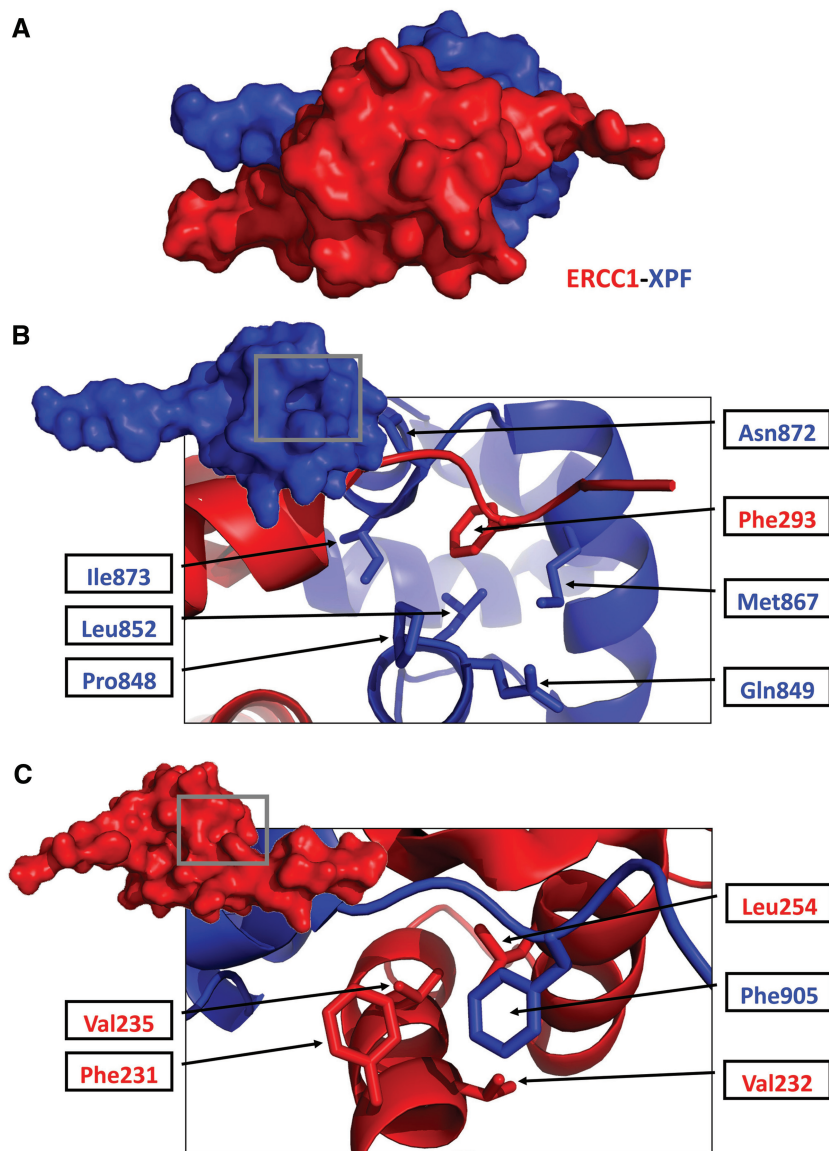 A
ERCC1-XPF
B
Asn872
Phe293
Ile873
Met867
Leu852
Pro848
Gln849
C
Leu254
Val235
Phe905
Phe231
Val232